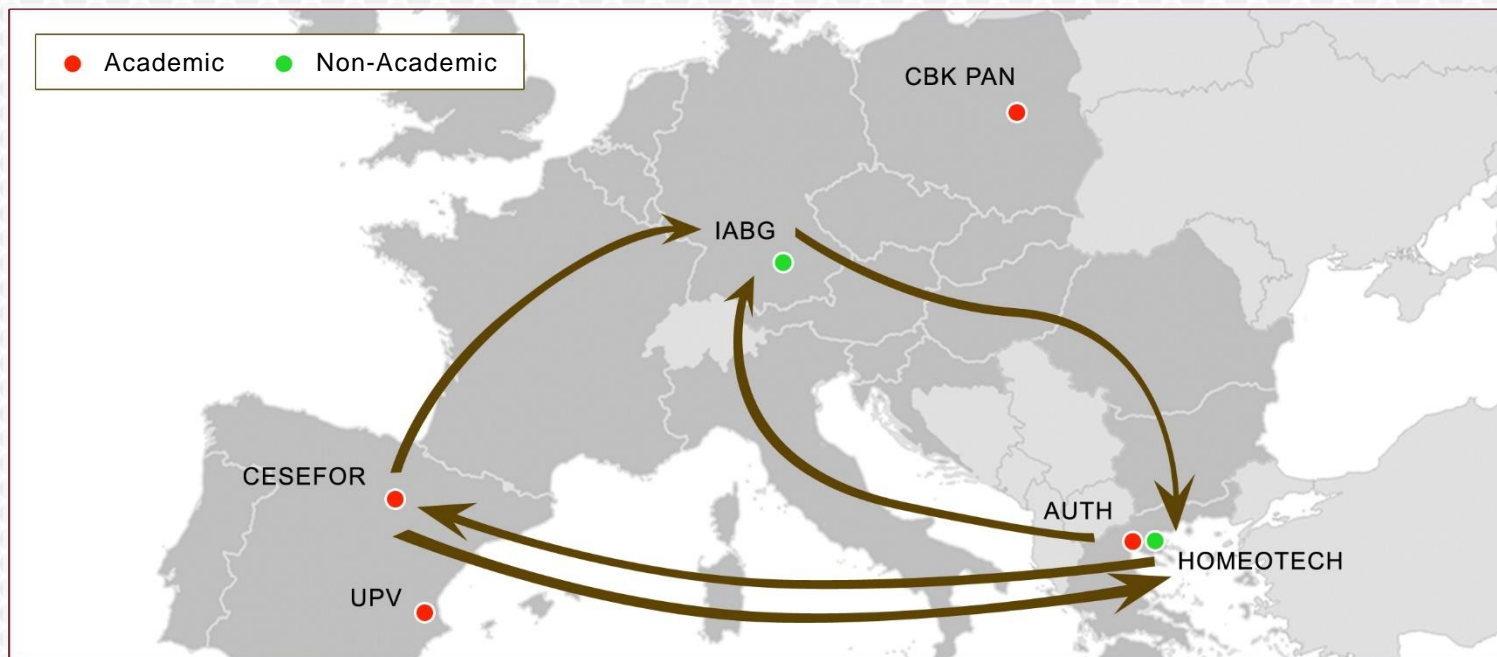 Academic Non-Academic
CBK PAN
IABG
CESEFOR
AUTH
HOMEOTECH
UPV